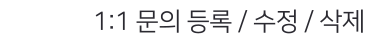 1:1 문의 등록 / 수정 / 삭제